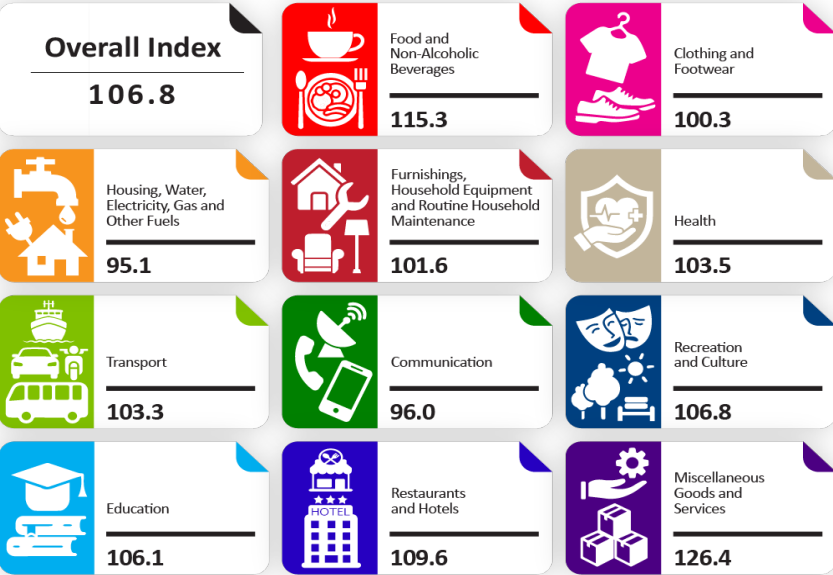 Overall Index
106.8
Food and
Non-Alcoholic
Beverages
115.3
Clothing and
Footwear
100.3
Housing, Water,
Electricity, Gas and
Other Fuels
95.1
Furnishings,
Household Equipment
and Routine Household
Maintenance
101.6
Health
103.5
Transport
103.3
Communication
96.0
Recreation
and Culture
106.8
Education
106.1
HOTEL
Restaurants
and Hotels
109.6
Miscellaneous
Goods and
Services
126.4